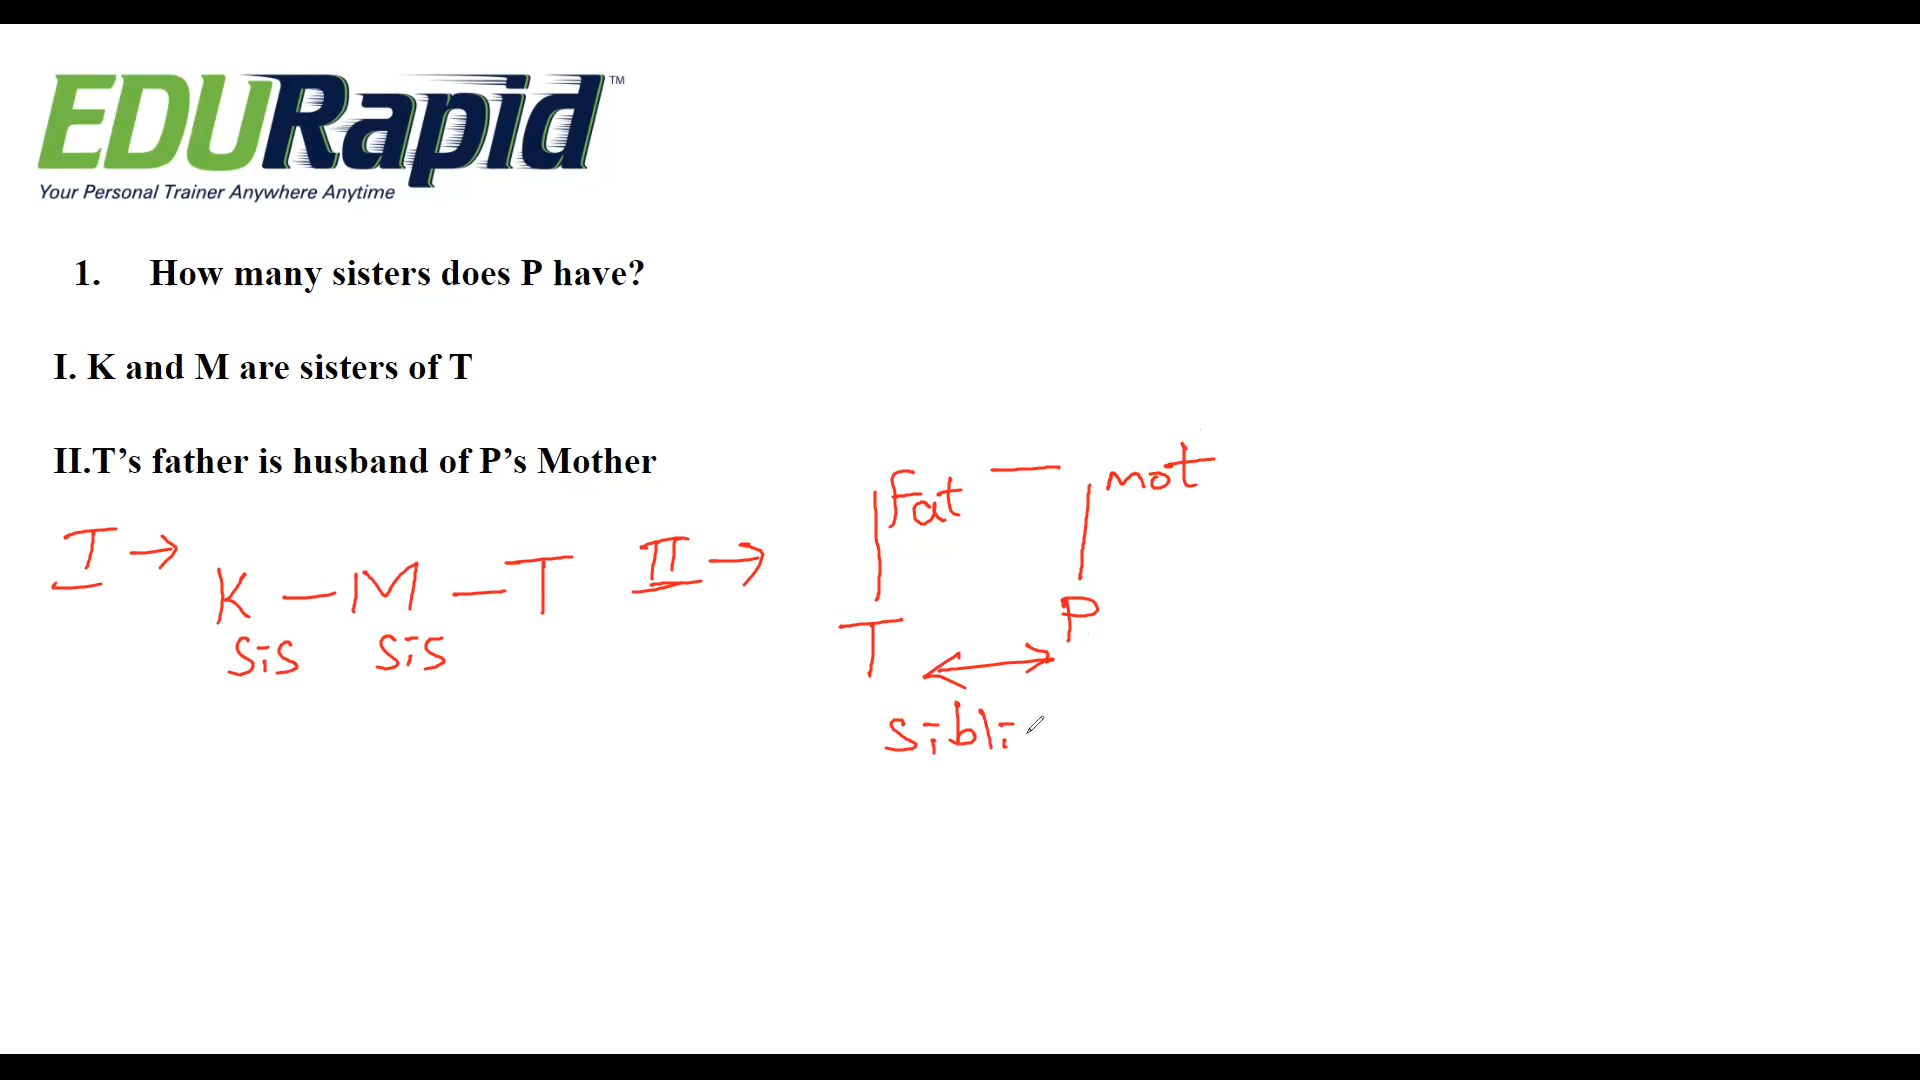 EDURapid™
Your Personal Trainer Anywhere Anytime
1. How many sisters does P have?
I. K and M are sisters of T
II.T’s father is husband of P’s Mother
I → K — M — T
sis sis
II → Fat — mot
T P
sibli